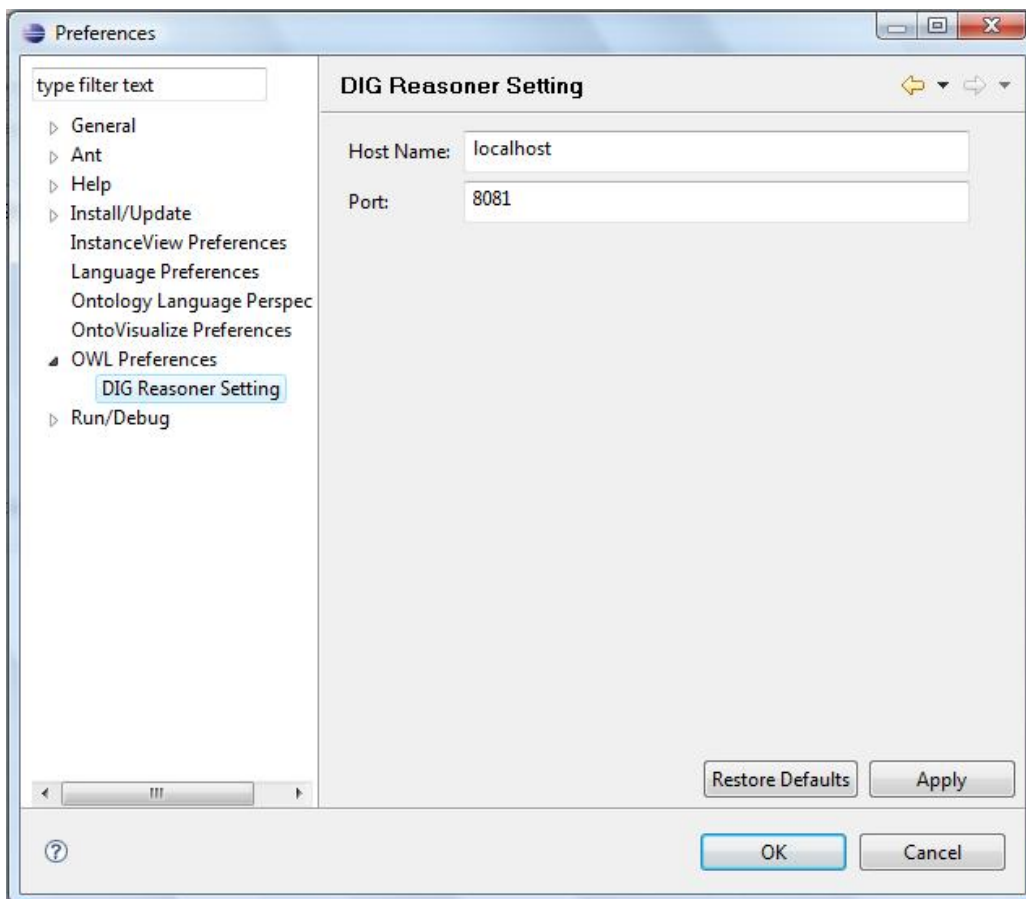 Preferences
type filter text
General
Ant
Help
Install/Update
InstanceView Preferences
Language Preferences
Ontology Language Perspec
OntoVisualize Preferences
OWL Preferences
DIG Reasoner Setting
Run/Debug
DIG Reasoner Setting
Host Name: localhost
Port: 8081
Restore Defaults Apply
OK Cancel